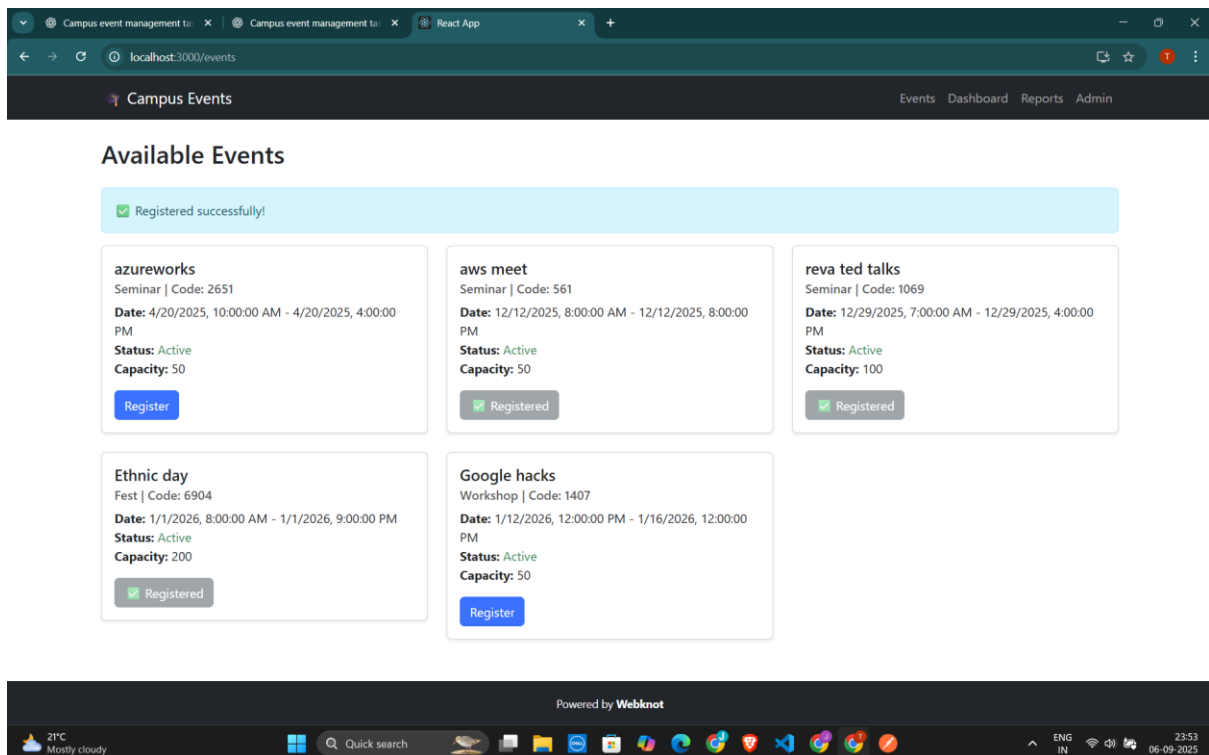 Campus event management ta
Campus event management ta
React App
localhost:3000/events
T
Campus Events
Events Dashboard Reports Admin
Available Events
✅ Registered successfully!
azureworks
Seminar | Code: 2651
Date: 4/20/2025, 10:00:00 AM - 4/20/2025, 4:00:00
PM
Status: Active
Capacity: 50
Register
aws meet
Seminar | Code: 561
Date: 12/12/2025, 8:00:00 AM - 12/12/2025, 8:00:00
PM
Status: Active
Capacity: 50
✅ Registered
reva ted talks
Seminar | Code: 1069
Date: 12/29/2025, 7:00:00 AM - 12/29/2025, 4:00:00
PM
Status: Active
Capacity: 100
✅ Registered
Ethnic day
Fest | Code: 6904
Date: 1/1/2026, 8:00:00 AM - 1/1/2026, 9:00:00 PM
Status: Active
Capacity: 200
✅ Registered
Google hacks
Workshop | Code: 1407
Date: 1/12/2026, 12:00:00 PM - 1/16/2026, 12:00:00
PM
Status: Active
Capacity: 50
Register
Powered by Webknot
21°C
Mostly cloudy
Quick search
ENG
IN
23:53
06-09-2025